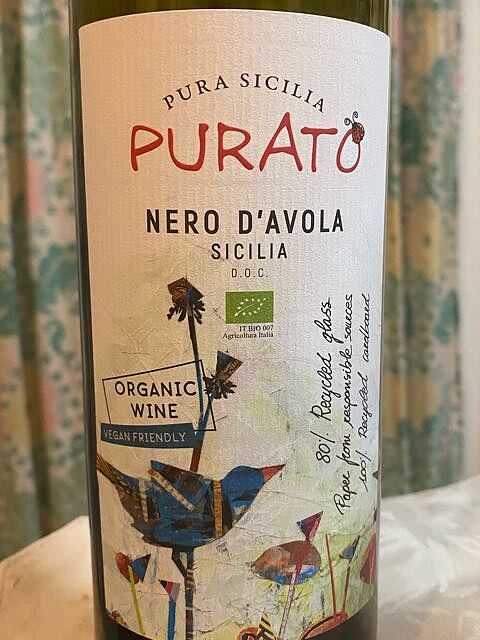 PURA SICILIA
PURATO
NERO D'AVOLA
SICILIA
D.O.C.
IT BIO 007
Agricoltura Italia
ORGANIC
WINE
VEGAN FRIENDLY
80% Recycled glass
Paper from responsible sources
100% Recycled cardboard